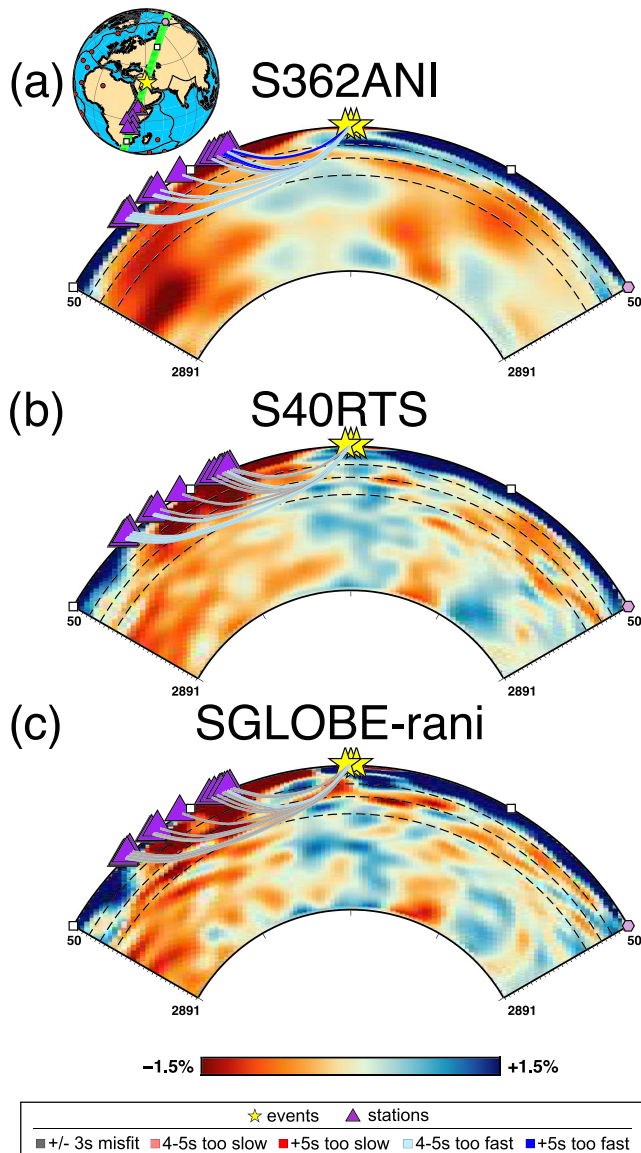 (a) S362ANI
50 50
2891 2891
(b) S40RTS
50 50
2891 2891
(c) SGLOBE-rani
50 50
2891 2891
−1.5% +1.5%
events stations
+/- 3s misfit 4-5s too slow +5s too slow 4-5s too fast +5s too fast